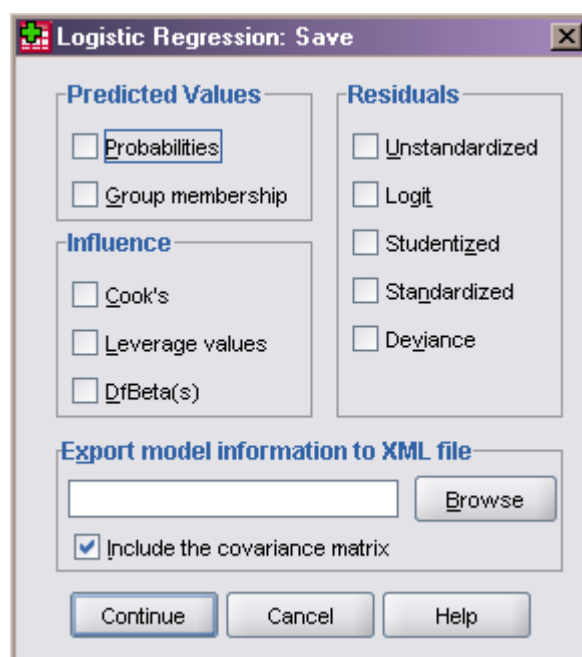 Logistic Regression: Save
Predicted Values
Probabilities
Group membership
Influence
Cook's
Leverage values
DfBeta(s)
Residuals
Unstandardized
Logit
Studentized
Standardized
Deviance
Export model information to XML file
Browse
Include the covariance matrix
Continue
Cancel
Help